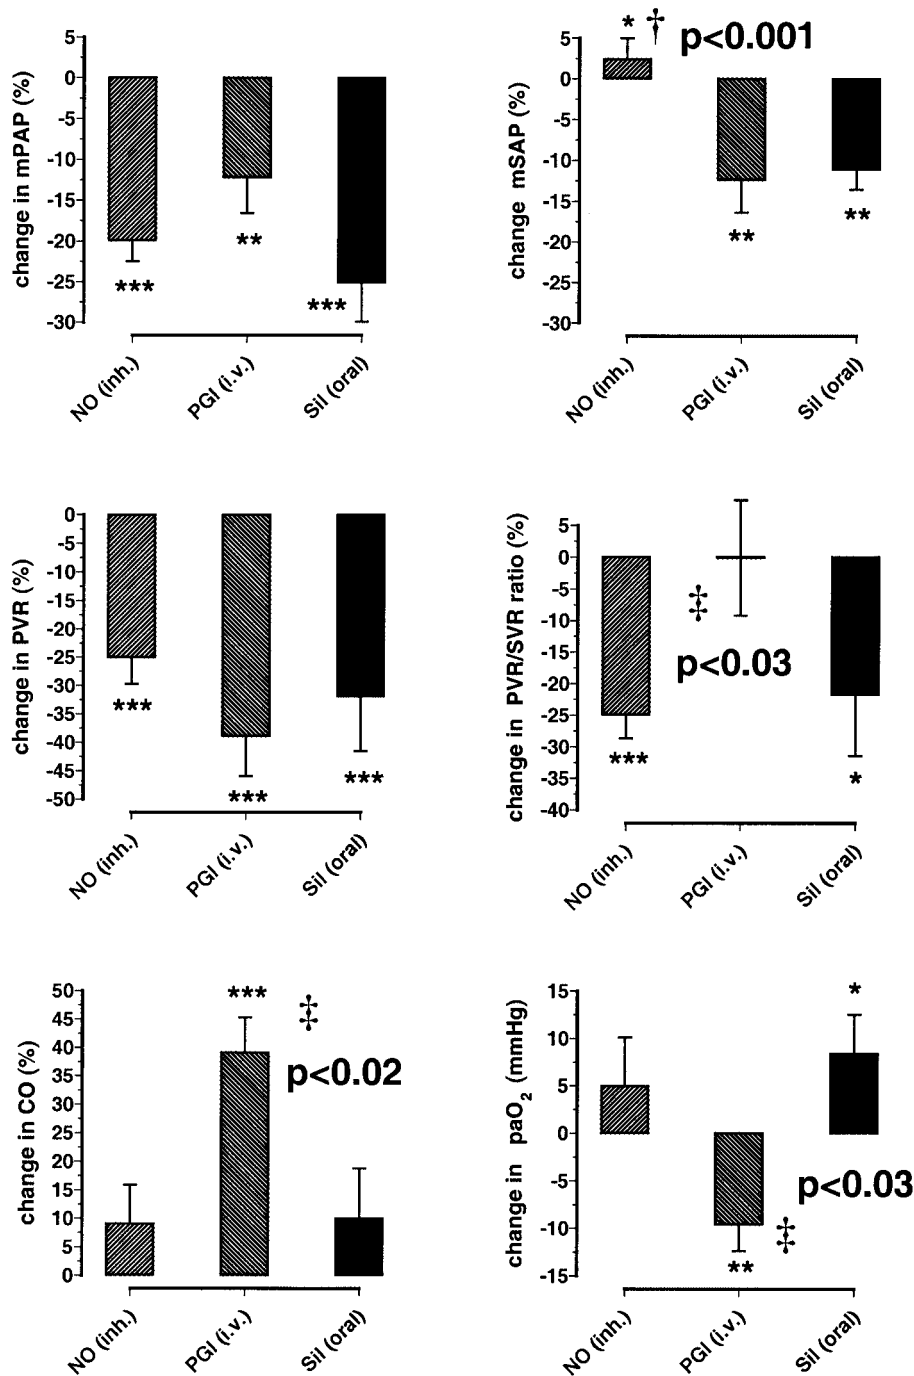 change in mPAP (%)
5
0
-5
-10
-15
-20
-25
-30
***
**
***
NO (inh.)
PGI (i.v.)
Sil (oral)
change mSAP (%)
5
0
-5
-10
-15
-20
-25
-30
* † p<0.001
**
**
NO (inh.)
PGI (i.v.)
Sil (oral)
change in PVR (%)
0
-5
-10
-15
-20
-25
-30
-35
-40
-45
-50
***
***
***
NO (inh.)
PGI (i.v.)
Sil (oral)
change in PVR/SVR ratio (%)
5
0
-5
-10
-15
-20
-25
-30
-35
-40
‡
p<0.03
***
*
NO (inh.)
PGI (i.v.)
Sil (oral)
change in CO (%)
50
45
40
35
30
25
20
15
10
5
0
*** ‡
p<0.02
NO (inh.)
PGI (i.v.)
Sil (oral)
change in paO2 (mmHg)
15
10
5
0
-5
-10
-15
*
p<0.03
** ‡
NO (inh.)
PGI (i.v.)
Sil (oral)